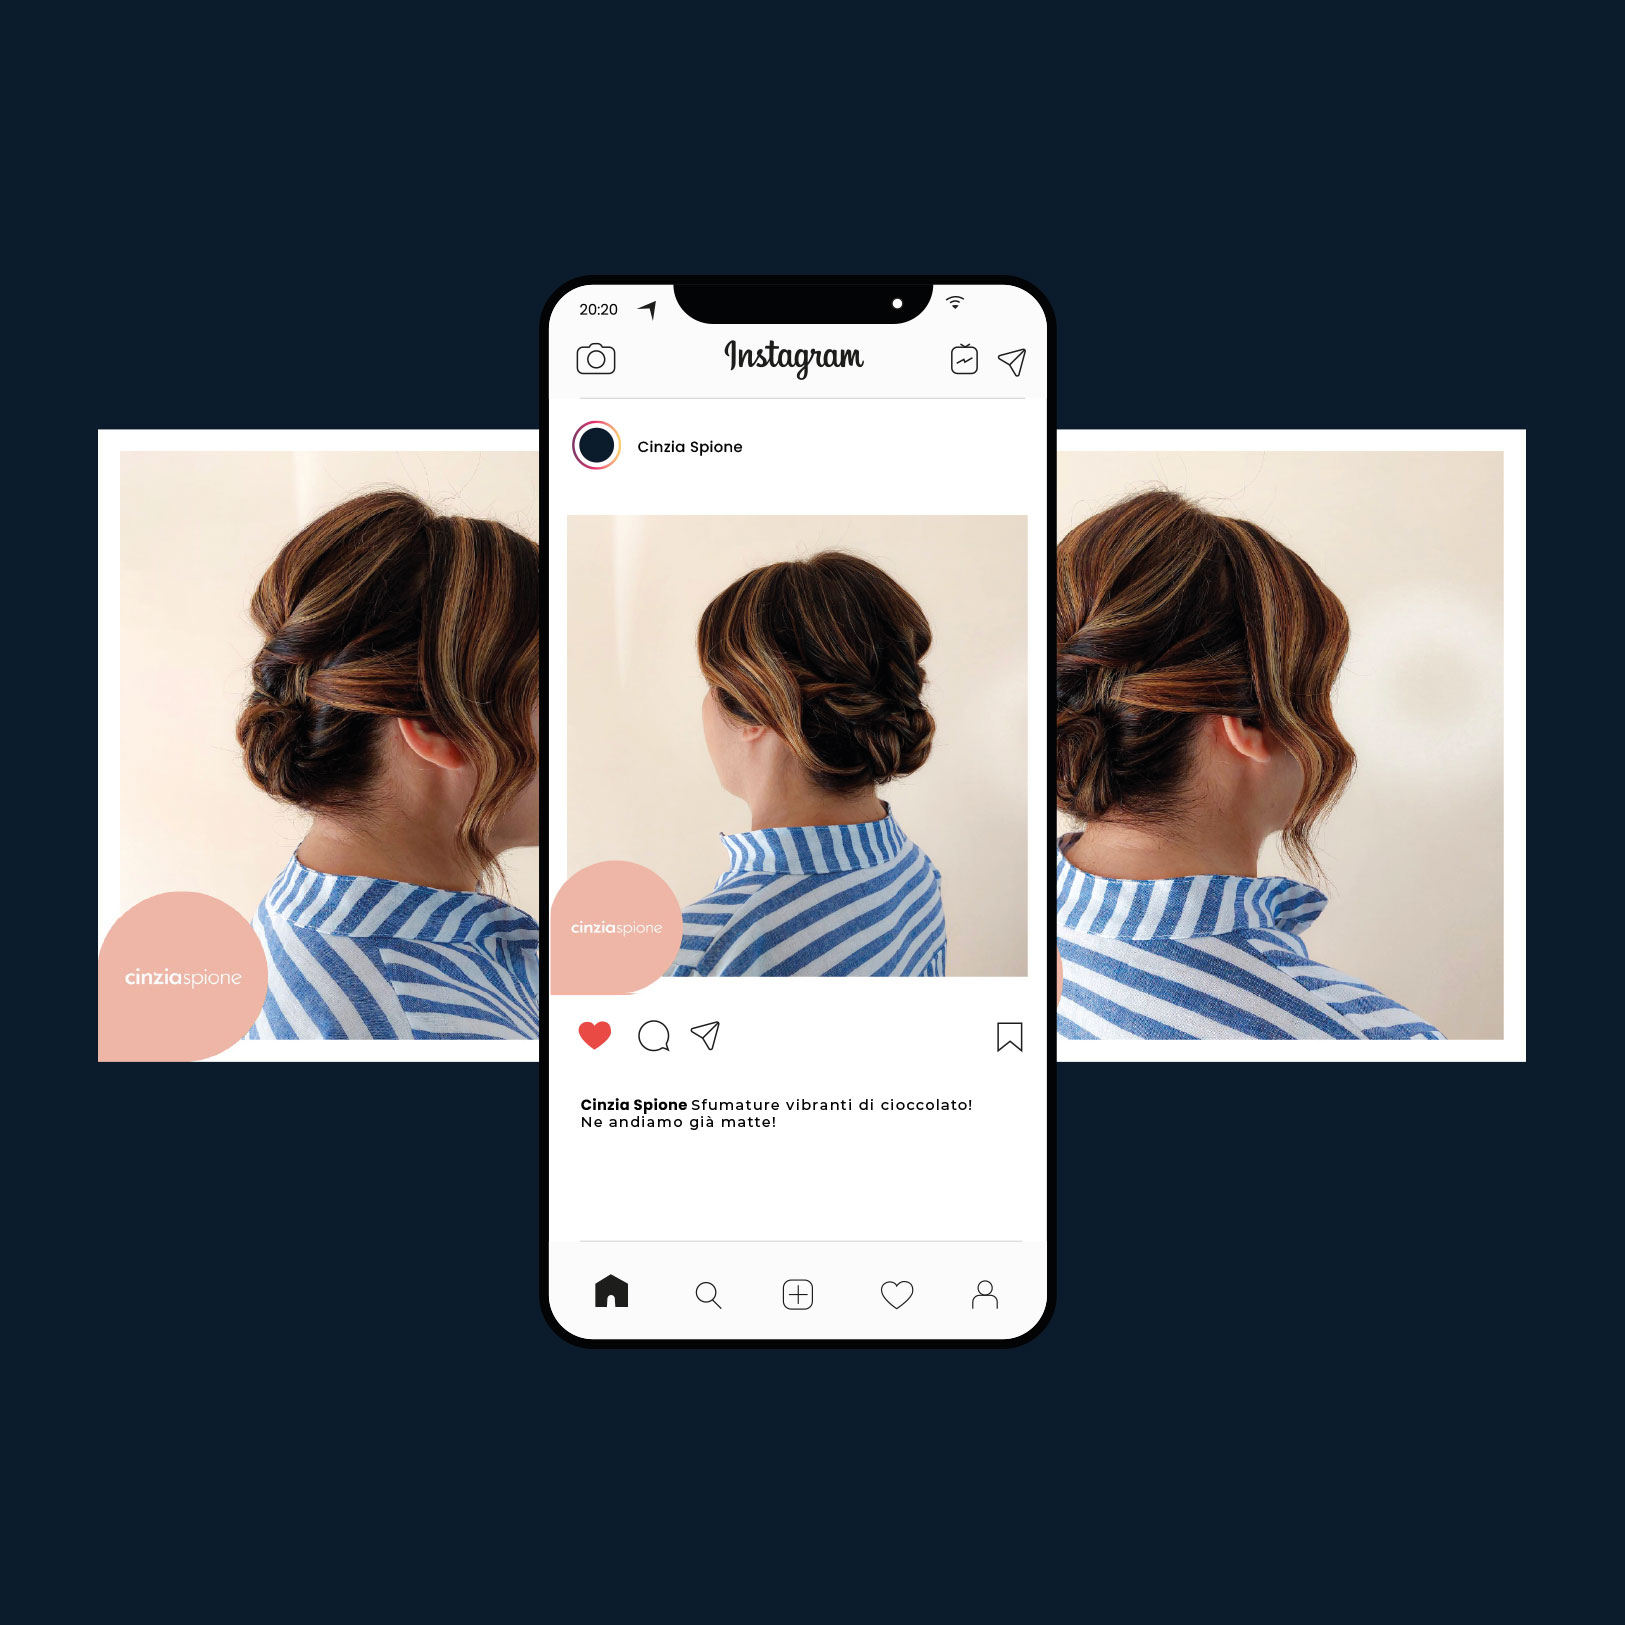 20:20
Instagram
Cinzia Spione
cinziaspione
cinziaspione
Cinzia Spione Sfumature vibranti di cioccolato!
Ne andiamo già matte!